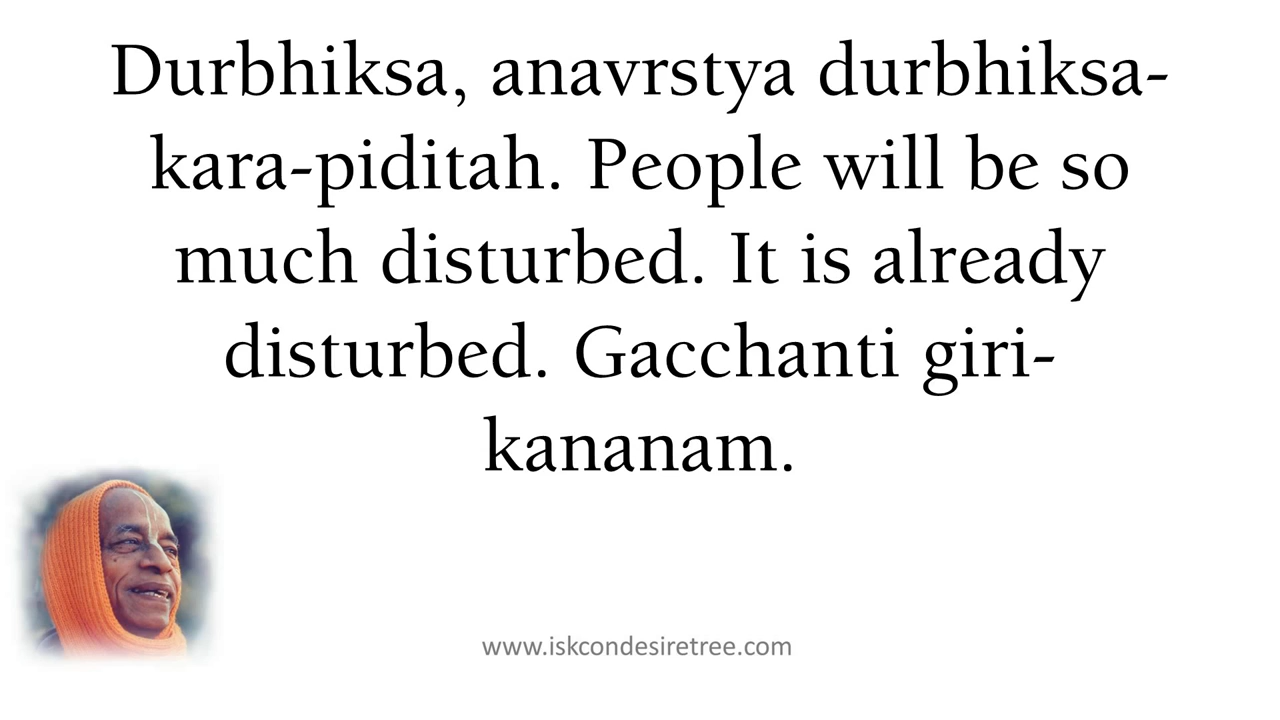 Durbhiksa, anavrstya durbhiksa-
kara-piditah. People will be so
much disturbed. It is already
disturbed. Gacchanti giri-
kananam.
www.iskcondesiretree.com